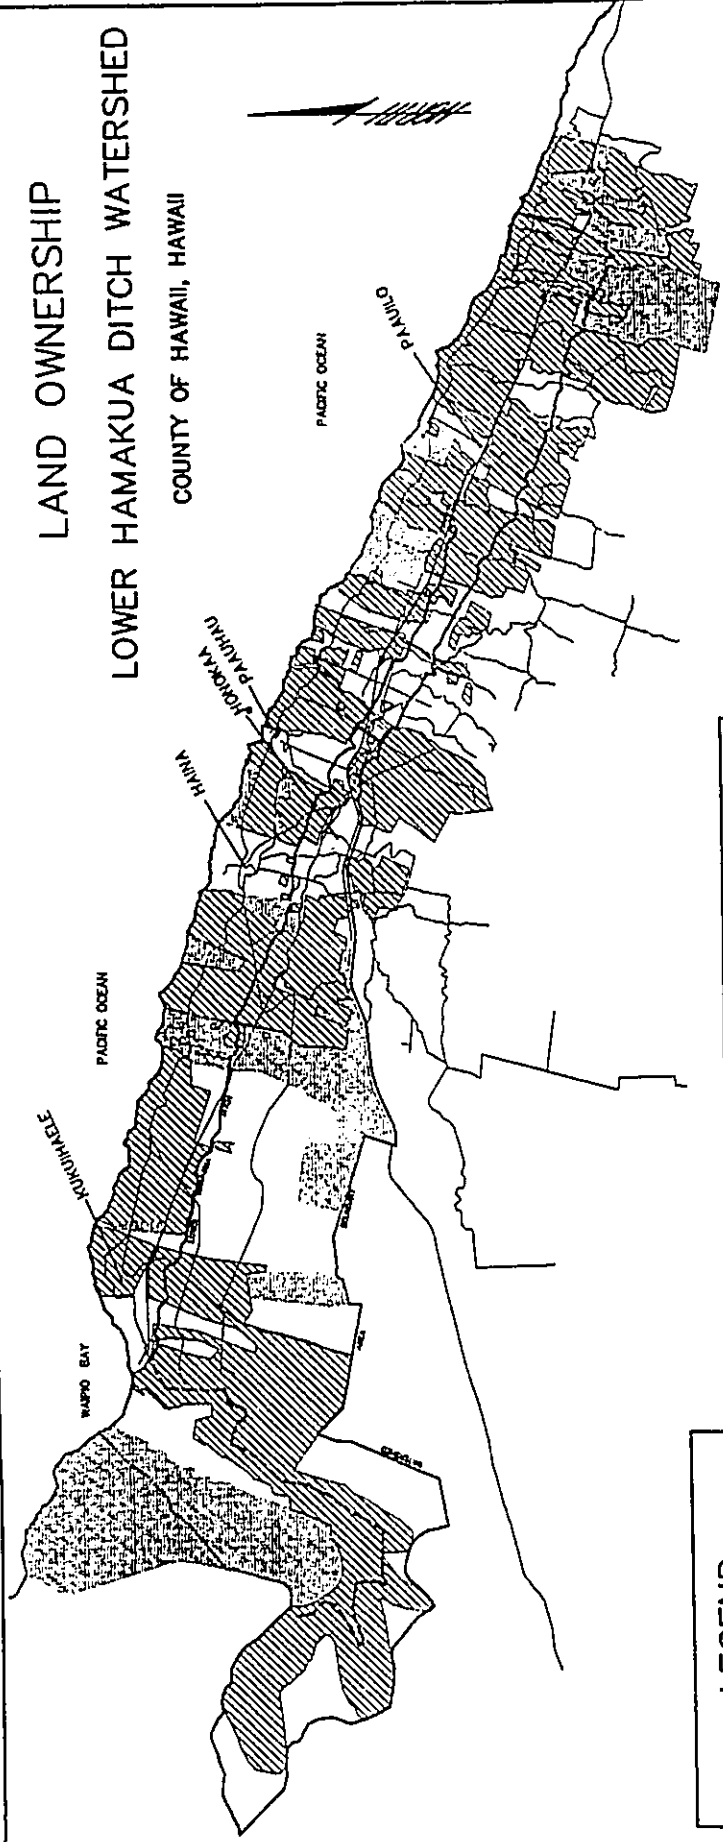 LAND OWNERSHIP
LOWER HAMAKUA DITCH WATERSHED
COUNTY OF HAWAII, HAWAII
PACIFIC OCEAN
PAAUILO
PAAUHAU
HONOKAA
HAINA
PACIFIC OCEAN
KUKUIHAELE
WAIPIO BAY